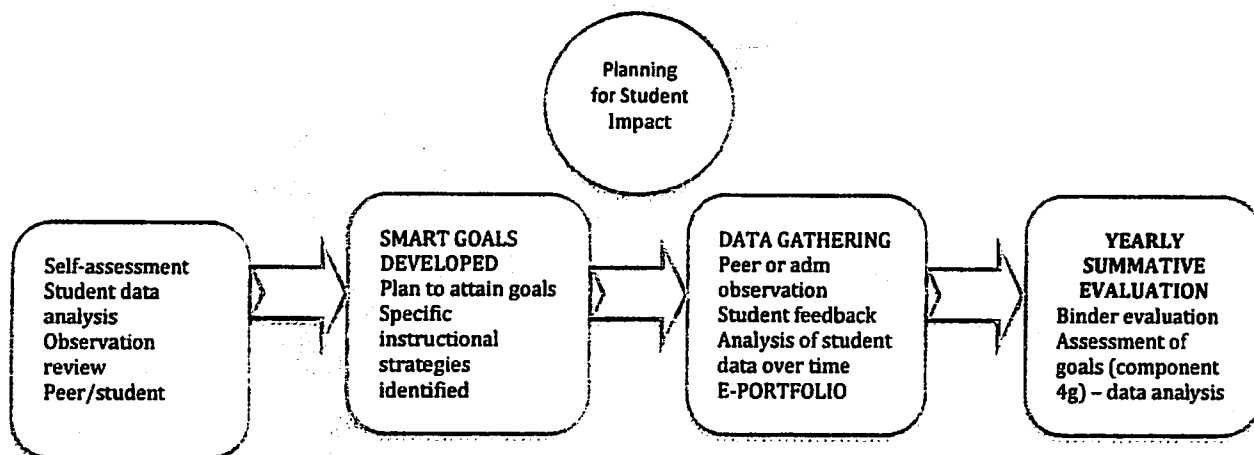 Planning
for Student
Impact
Self-assessment
Student data
analysis
Observation
review
Peer/student
SMART GOALS
DEVELOPED
Plan to attain goals
Specific
instructional
strategies
identified
DATA GATHERING
Peer or adm
observation
Student feedback
Analysis of student
data over time
E-PORTFOLIO
YEARLY
SUMMATIVE
EVALUATION
Binder evaluation
Assessment of
goals (component
4g) – data analysis